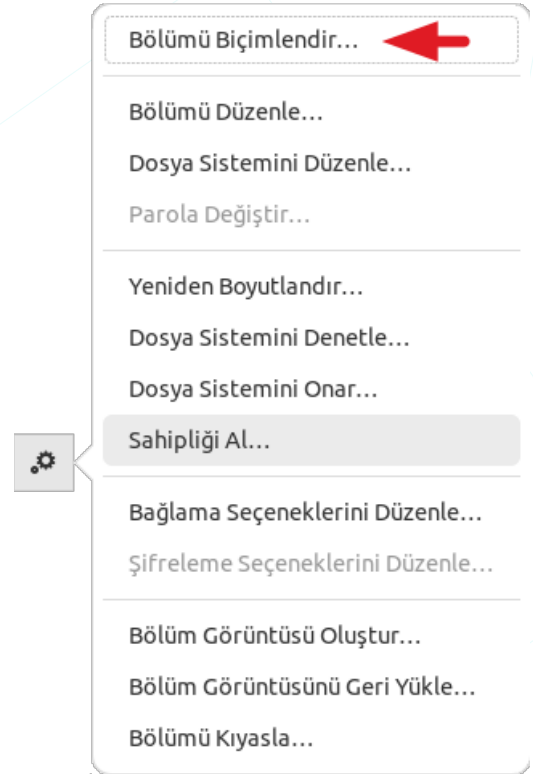 Bölümü Biçimlendir…
Bölümü Düzenle…
Dosya Sistemini Düzenle…
Parola Değiştir…
Yeniden Boyutlandır…
Dosya Sistemini Denetle…
Dosya Sistemini Onar…
Sahipliği Al…
Bağlama Seçeneklerini Düzenle…
Şifreleme Seçeneklerini Düzenle…
Bölüm Görüntüsü Oluştur…
Bölüm Görüntüsünü Geri Yükle…
Bölümü Kıyasla…